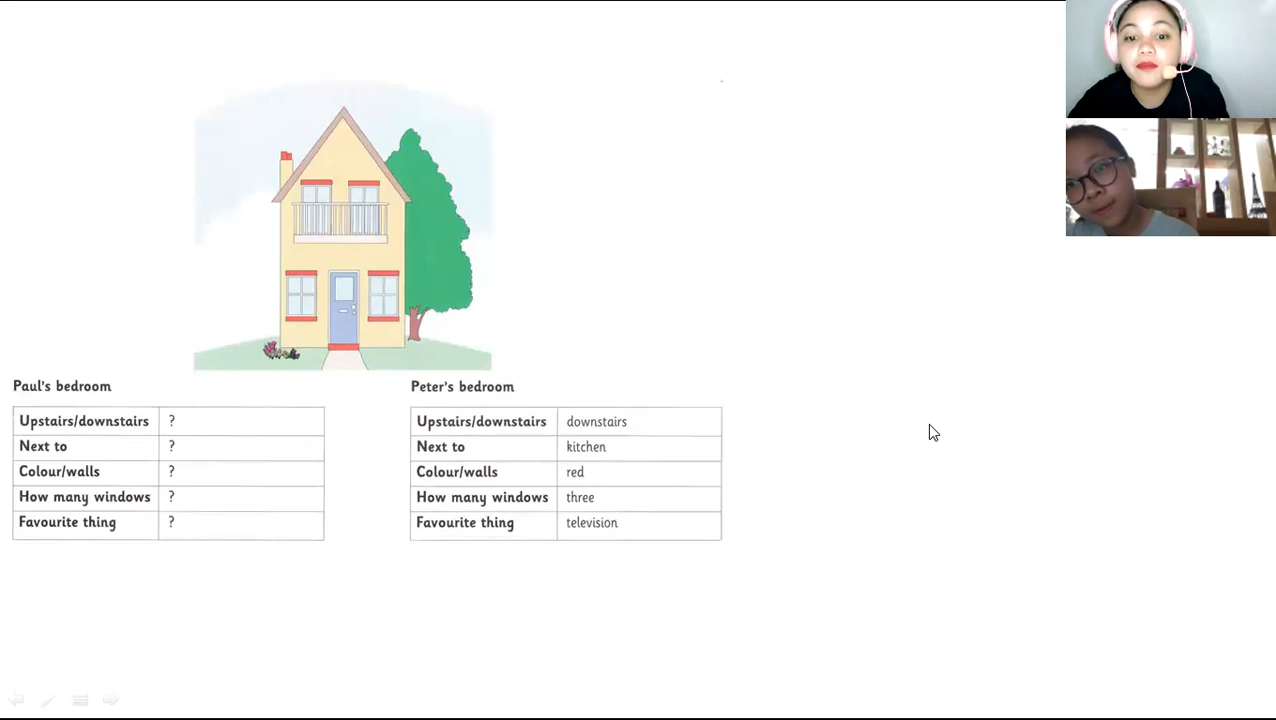 Paul's bedroom
Upstairs/downstairs ?
Next to ?
Colour/walls ?
How many windows ?
Favourite thing ?
Peter's bedroom
Upstairs/downstairs downstairs
Next to kitchen
Colour/walls red
How many windows three
Favourite thing television